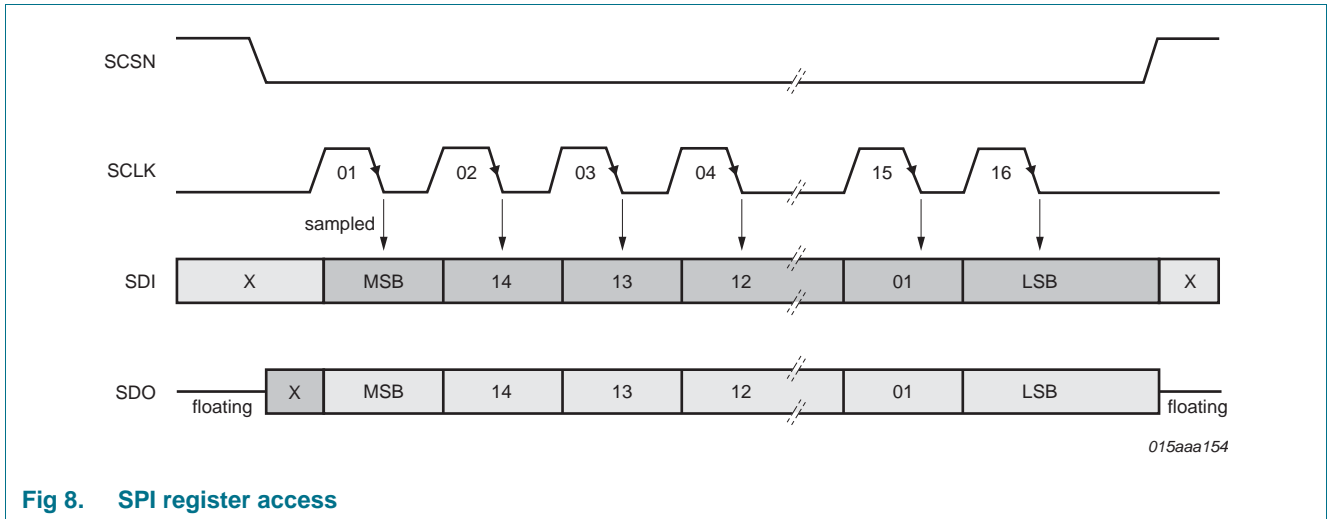 SCSN
SCLK
01 02 03 04 15 16
sampled
SDI X MSB 14 13 12 01 LSB X
SDO X MSB 14 13 12 01 LSB
floating floating
015aaa154
Fig 8. SPI register access